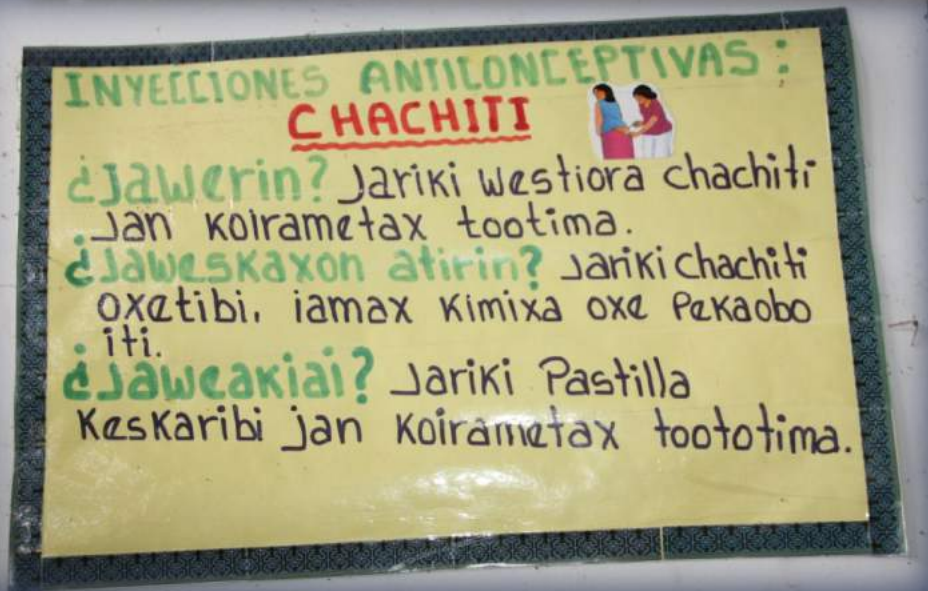 INYECCIONES ANTICONCEPTIVAS:
CHACHITI
¿Jawerin? Jariki westiora chachiti
Jan koirametax tootima.
¿Jaweskaxon atirin? Jariki chachiti
oxetibi, iamax kimixa oxe pekaobo
iti.
¿Jaweakiai? Jariki Pastilla
keskaribi jan koirametax toototima.